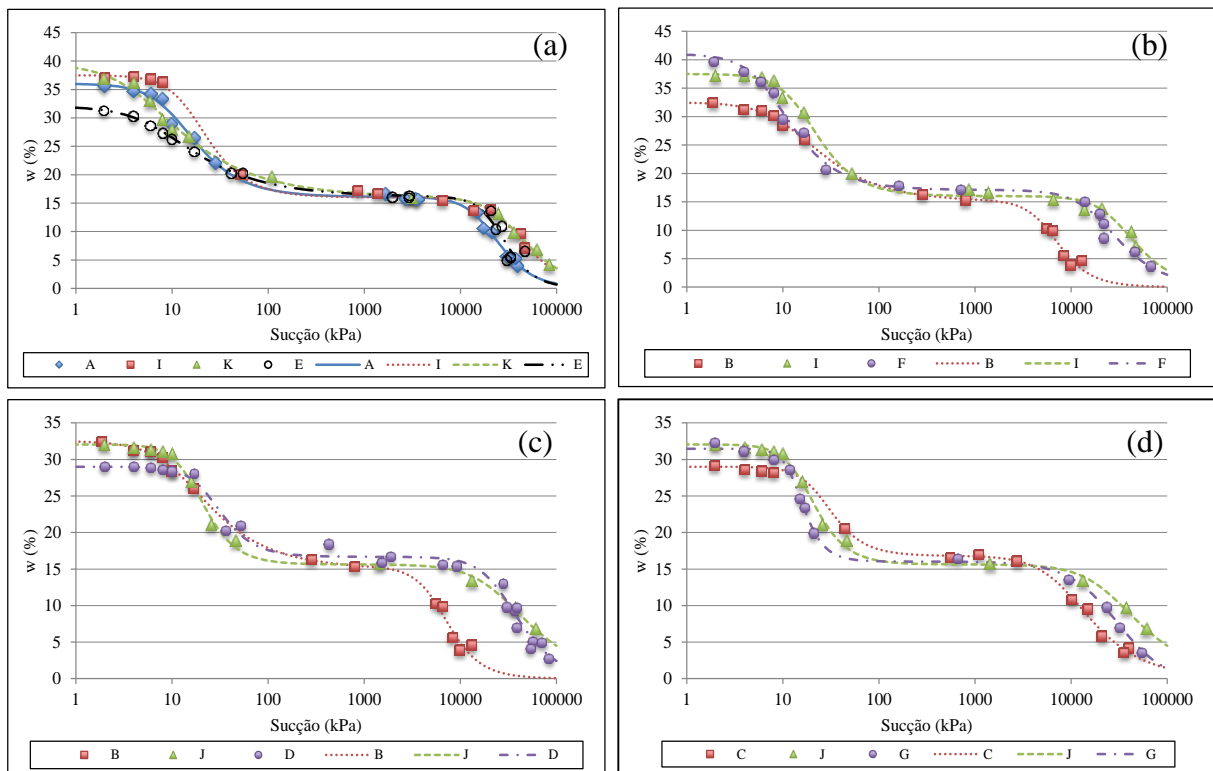 (a)
w (%)
45
40
35
30
25
20
15
10
5
0
1 10 100 1000 10000 100000
Sucção (kPa)
A I K E A I K E
(b)
w (%)
45
40
35
30
25
20
15
10
5
0
1 10 100 1000 10000 100000
Sucção (kPa)
B I F B I F
(c)
w (%)
35
30
25
20
15
10
5
0
1 10 100 1000 10000 100000
Sucção (kPa)
B J D B J D
(d)
w (%)
35
30
25
20
15
10
5
0
1 10 100 1000 10000 100000
Sucção (kPa)
C J G C J G